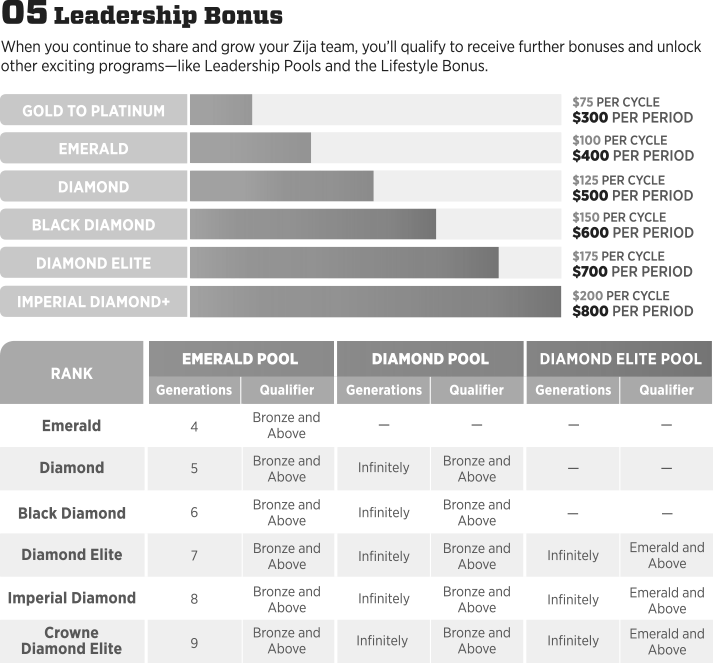 05 Leadership Bonus
When you continue to share and grow your Zija team, you’ll qualify to receive further bonuses and unlock
other exciting programs—like Leadership Pools and the Lifestyle Bonus.
GOLD TO PLATINUM
$75 PER CYCLE
$300 PER PERIOD
EMERALD
$100 PER CYCLE
$400 PER PERIOD
DIAMOND
$125 PER CYCLE
$500 PER PERIOD
BLACK DIAMOND
$150 PER CYCLE
$600 PER PERIOD
DIAMOND ELITE
$175 PER CYCLE
$700 PER PERIOD
IMPERIAL DIAMOND+
$200 PER CYCLE
$800 PER PERIOD
RANK EMERALD POOL DIAMOND POOL DIAMOND ELITE POOL
Generations Qualifier Generations Qualifier Generations Qualifier
Emerald 4 Bronze and Above — — — —
Diamond 5 Bronze and Above Infinitely Bronze and Above — —
Black Diamond 6 Bronze and Above Infinitely Bronze and Above — —
Diamond Elite 7 Bronze and Above Infinitely Bronze and Above Infinitely Emerald and Above
Imperial Diamond 8 Bronze and Above Infinitely Bronze and Above Infinitely Emerald and Above
Crowne Diamond Elite 9 Bronze and Above Infinitely Bronze and Above Infinitely Emerald and Above